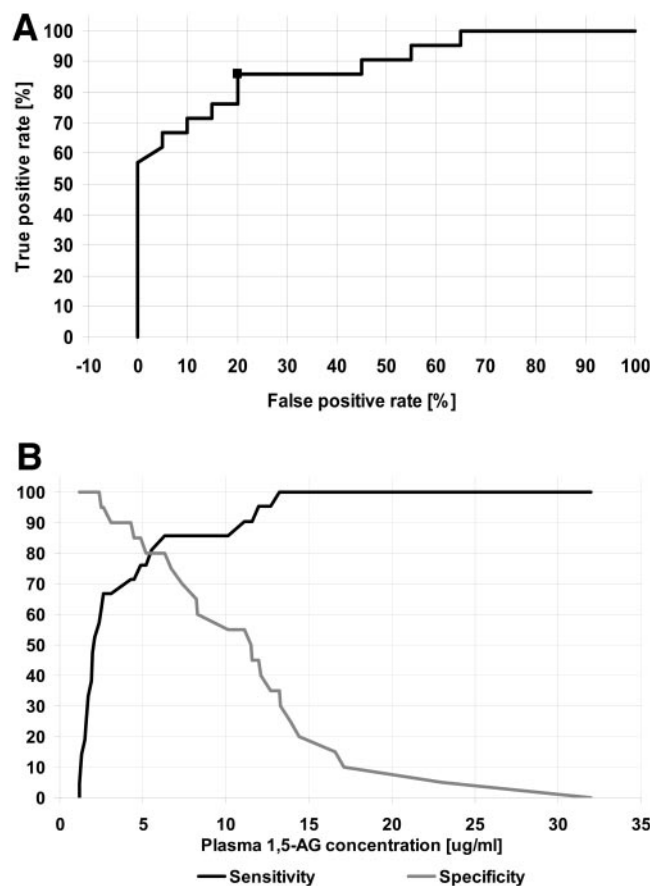 A
100
90
80
70
60
50
40
30
20
10
0
True positive rate [%]
-10 0 10 20 30 40 50 60 70 80 90 100
False positive rate [%]
B
100
90
80
70
60
50
40
30
20
10
0
0 5 10 15 20 25 30 35
Plasma 1,5-AG concentration [ug/ml]
Sensitivity Specificity